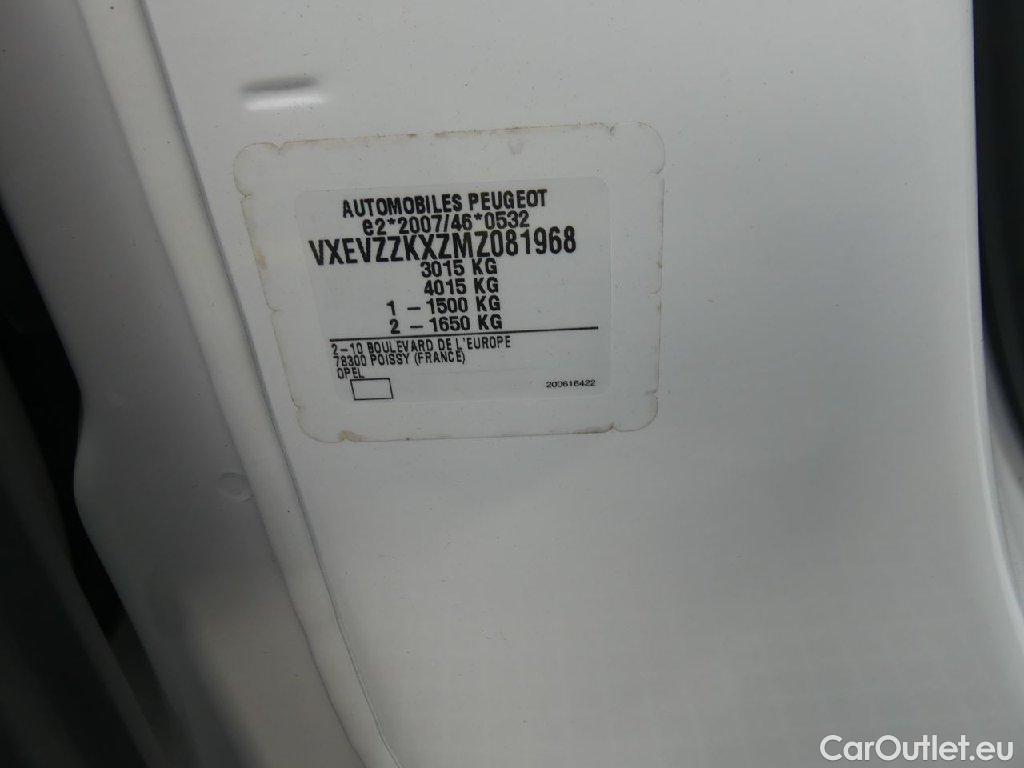 AUTOMOBILES PEUGEOT
e2*2007/46*0532
VXEVZZKXZMZ081968
3015 KG
4015 KG
1 - 1500 KG
2 - 1650 KG
2-10 BOULEVARD DE L'EUROPE
78300 POISSY (FRANCE)
OPEL
200616422
CarOutlet.eu